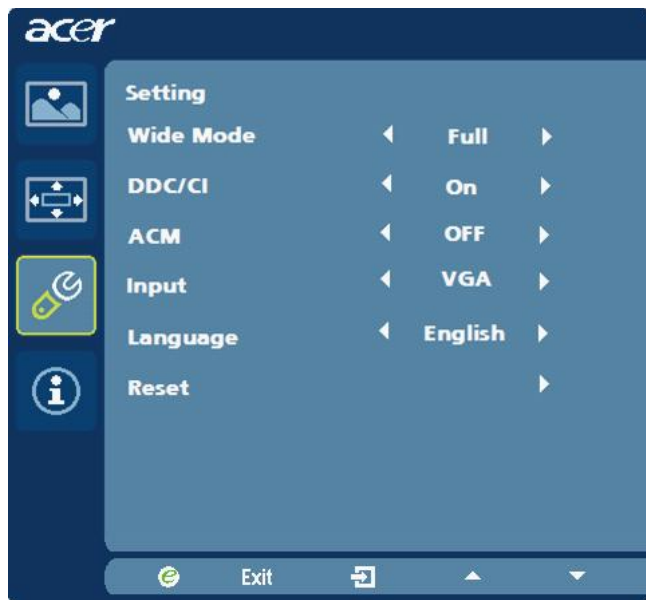 acer
Setting
Wide Mode Full
DDC/CI On
ACM OFF
Input VGA
Language English
Reset
e Exit